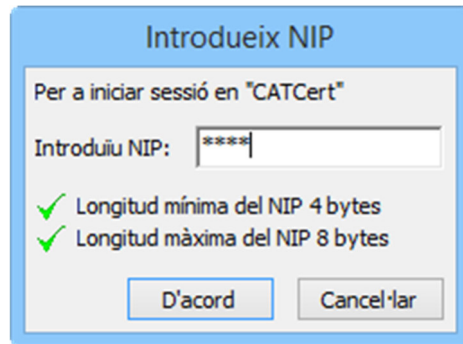 Introdueix NIP
Per a iniciar sessió en "CATCert"
Introduïu NIP: ****
Longitud mínima del NIP 4 bytes
Longitud màxima del NIP 8 bytes
D'acord Cancel·lar